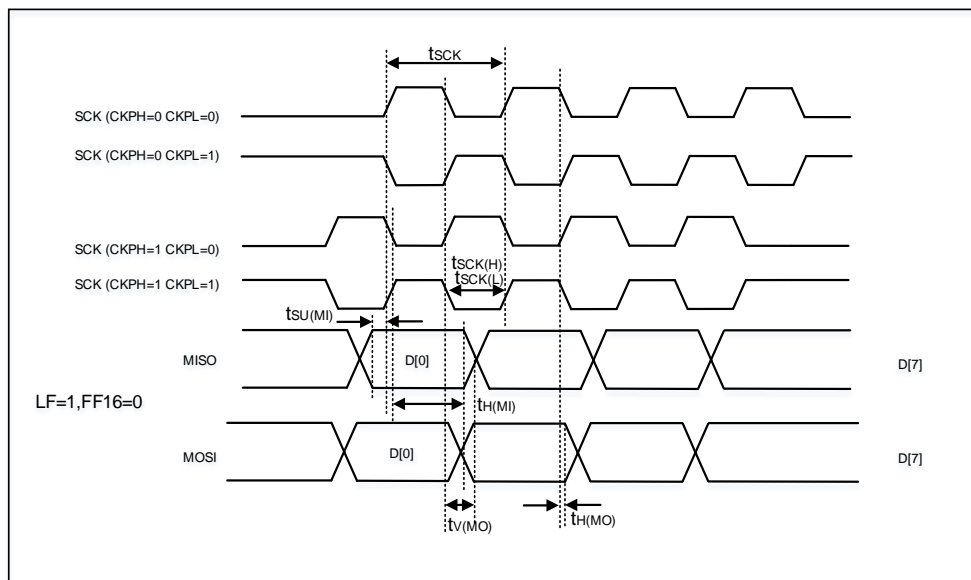 tSCK
SCK (CKPH=0 CKPL=0)
SCK (CKPH=0 CKPL=1)
SCK (CKPH=1 CKPL=0)
tSCK(H)
tSCK(L)
SCK (CKPH=1 CKPL=1)
tSU(MI)
MISO
D[0]
D[7]
LF=1,FF16=0
tH(MI)
MOSI
D[0]
D[7]
tV(MO)
tH(MO)